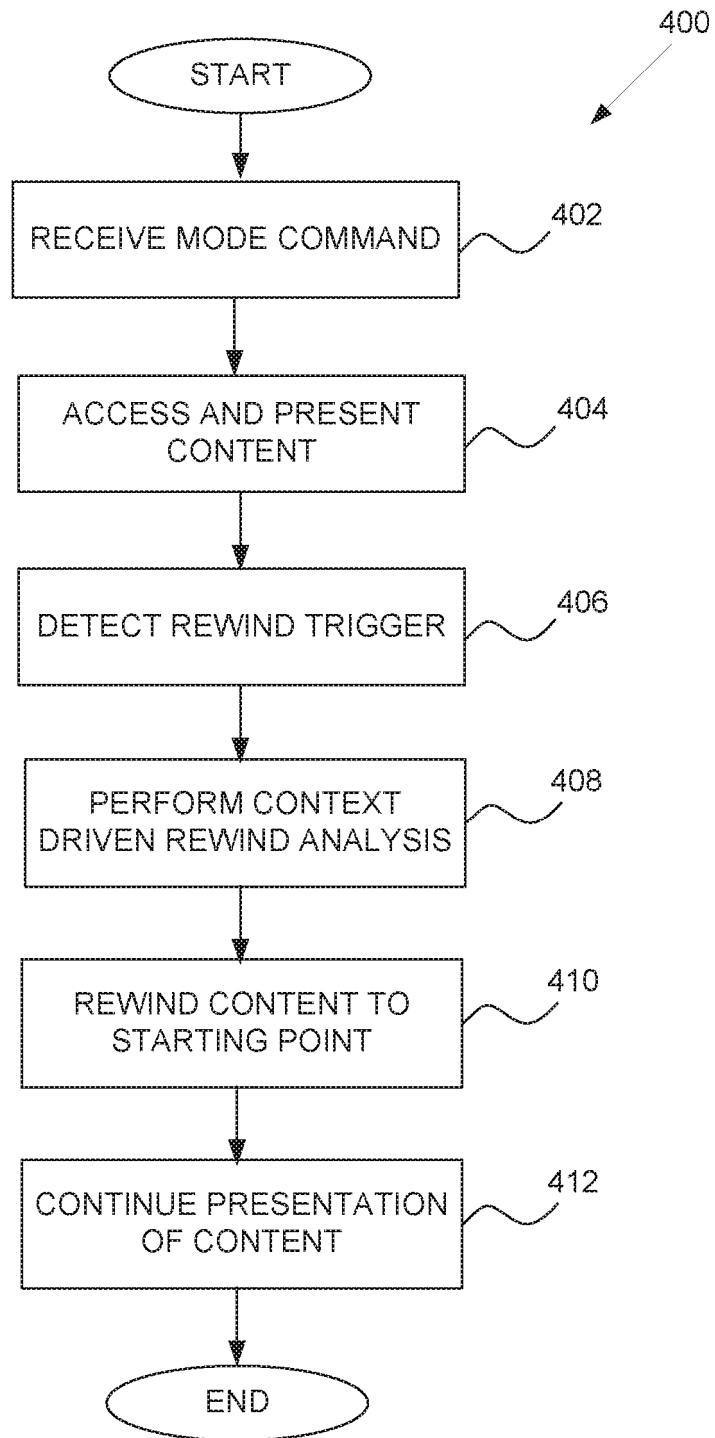 400
START
RECEIVE MODE COMMAND
402
ACCESS AND PRESENT
CONTENT
404
DETECT REWIND TRIGGER
406
PERFORM CONTEXT
DRIVEN REWIND ANALYSIS
408
REWIND CONTENT TO
STARTING POINT
410
CONTINUE PRESENTATION
OF CONTENT
412
END